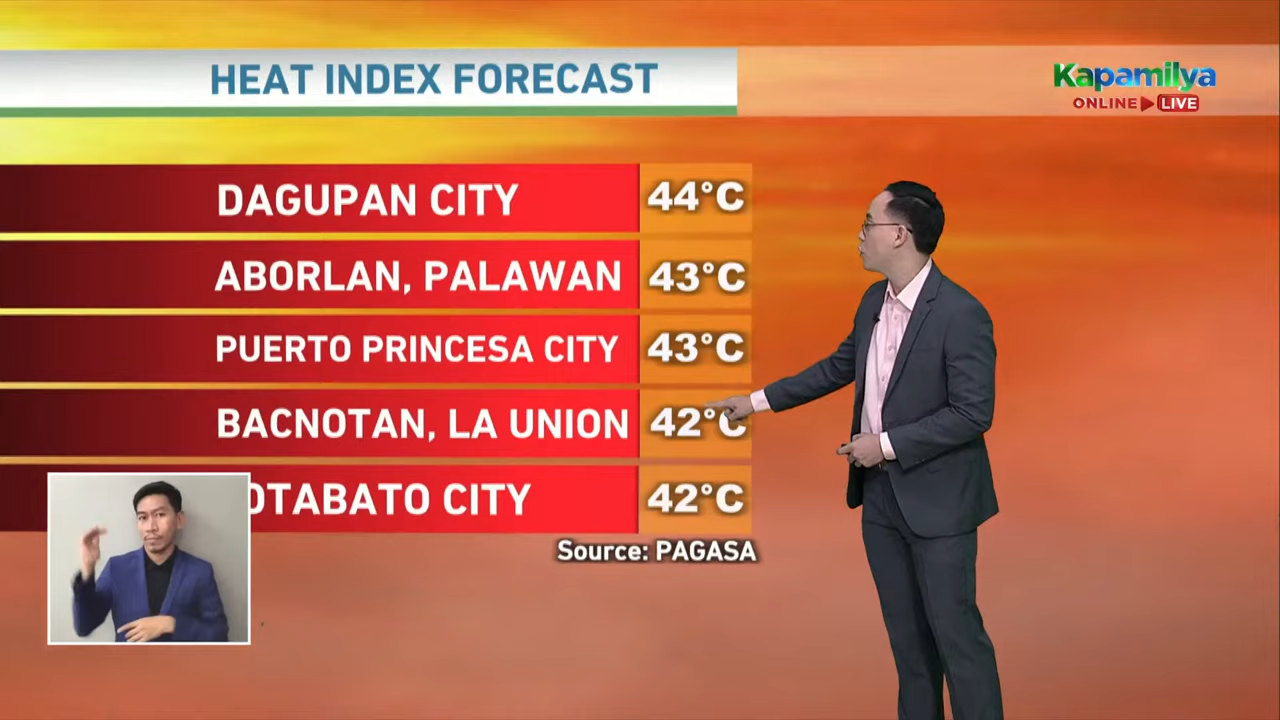 HEAT INDEX FORECAST
Kapamilya
ONLINE LIVE
DAGUPAN CITY 44°C
ABORLAN, PALAWAN 43°C
PUERTO PRINCESA CITY 43°C
BACNOTAN, LA UNION 42°C
OTABATO CITY 42°C
Source: PAGASA